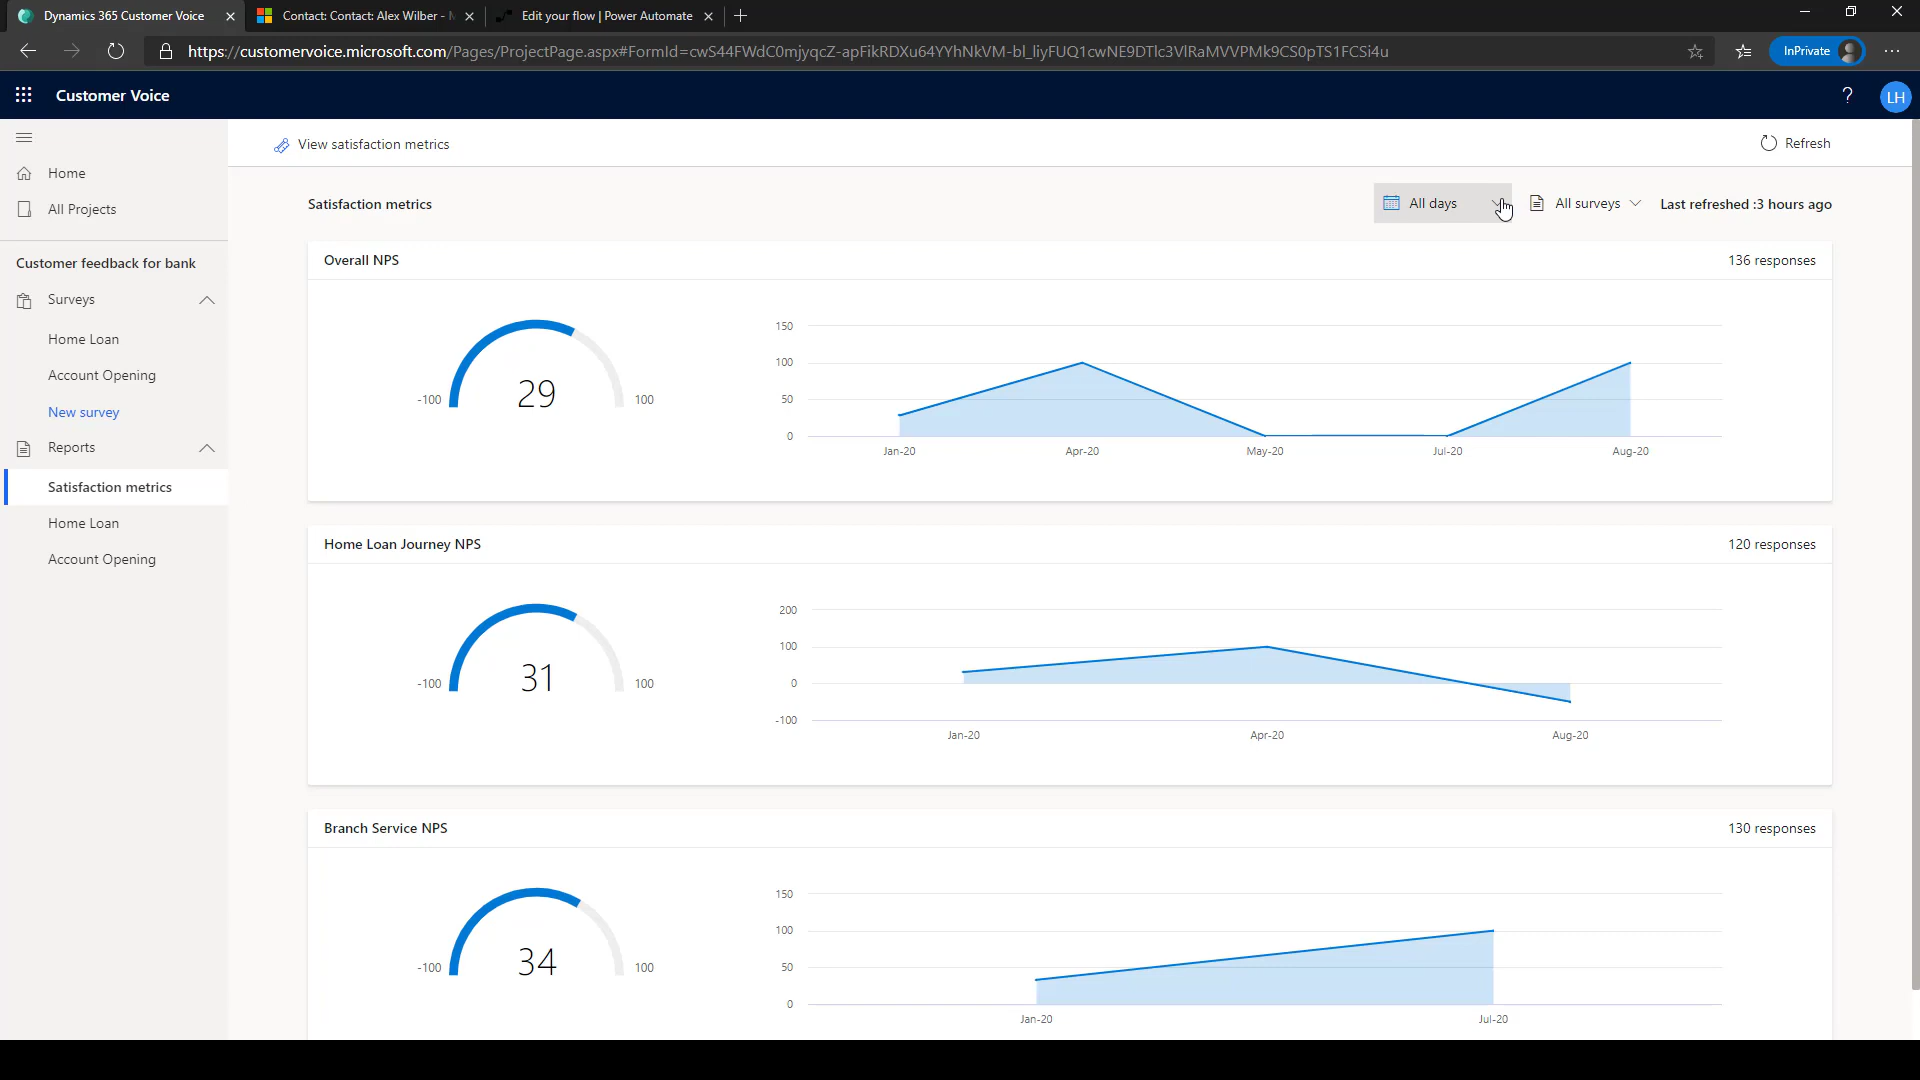 Dynamics 365 Customer Voice
Contact: Contact: Alex Wilber -
Edit your flow | Power Automate
https://customervoice.microsoft.com/Pages/ProjectPage.aspx#FormId=cwS44FWdC0mjyqcZ-apFikRDXu64YYhNkVM-bl_liyFUQ1cwNE9DTlc3VlRaMVVPMk9CS0pTS1FCSi4u
InPrivate
Customer Voice
?
LH
View satisfaction metrics
Refresh
Home
All Projects
Customer feedback for bank
Surveys
Home Loan
Account Opening
New survey
Reports
Satisfaction metrics
Home Loan
Account Opening
Satisfaction metrics
All days
All surveys
Last refreshed :3 hours ago
Overall NPS
136 responses
29
-100
100
150
100
50
0
Jan-20
Apr-20
May-20
Jul-20
Aug-20
Home Loan Journey NPS
120 responses
31
-100
100
200
100
0
-100
Jan-20
Apr-20
Aug-20
Branch Service NPS
130 responses
34
-100
100
150
100
50
0
Jan-20
Jul-20